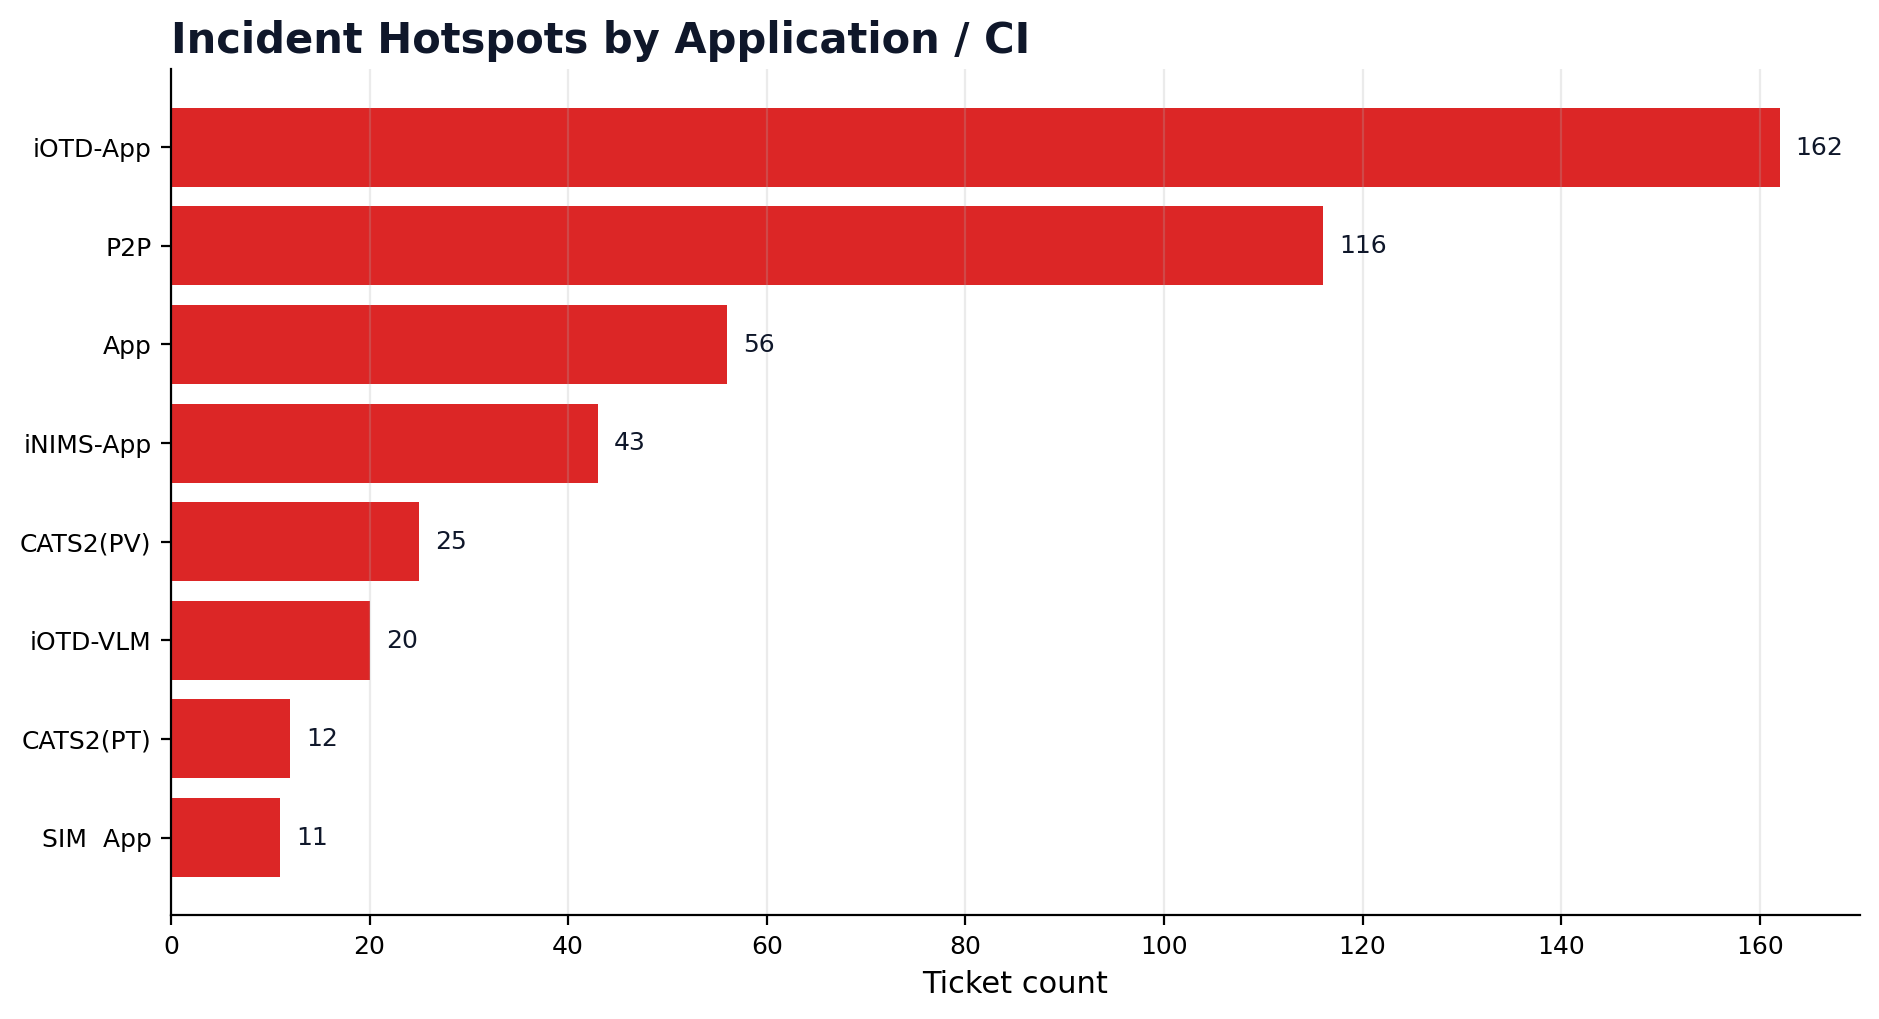 Incident Hotspots by Application / CI
iOTD-App 162
P2P 116
App 56
iNIMS-App 43
CATS2(PV) 25
iOTD-VLM 20
CATS2(PT) 12
SIM  App 11
0 20 40 60 80 100 120 140 160
Ticket count